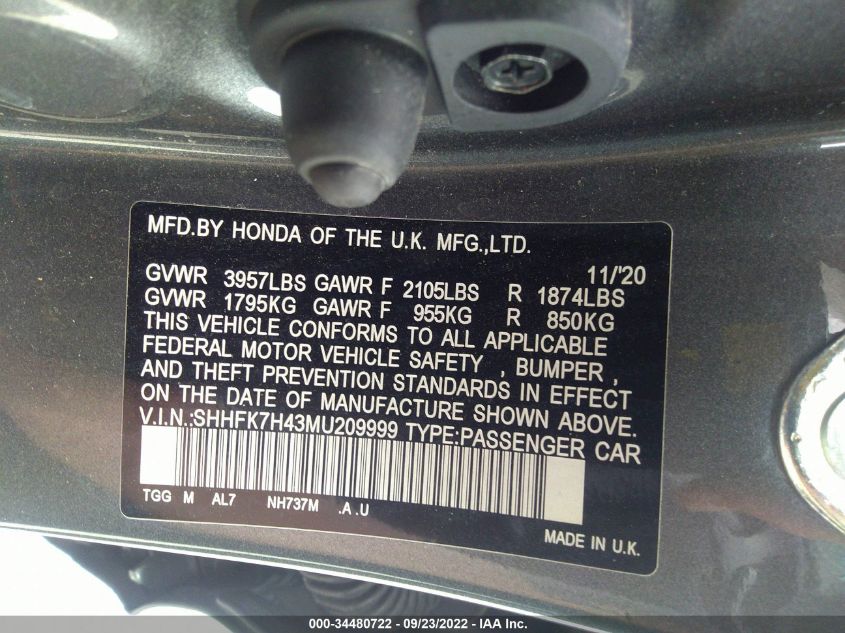 MFD.BY HONDA OF THE U.K. MFG.,LTD.
11/'20
GVWR 3957LBS GAWR F 2105LBS R 1874LBS
GVWR 1795KG GAWR F 955KG R 850KG
THIS VEHICLE CONFORMS TO ALL APPLICABLE
FEDERAL MOTOR VEHICLE SAFETY , BUMPER ,
AND THEFT PREVENTION STANDARDS IN EFFECT
ON THE DATE OF MANUFACTURE SHOWN ABOVE.
V.I.N.:SHHFK7H43MU209999 TYPE:PASSENGER CAR
TGG M AL7 NH737M .A .U
MADE IN U.K.
000-34480722 - 09/23/2022 - IAA Inc.